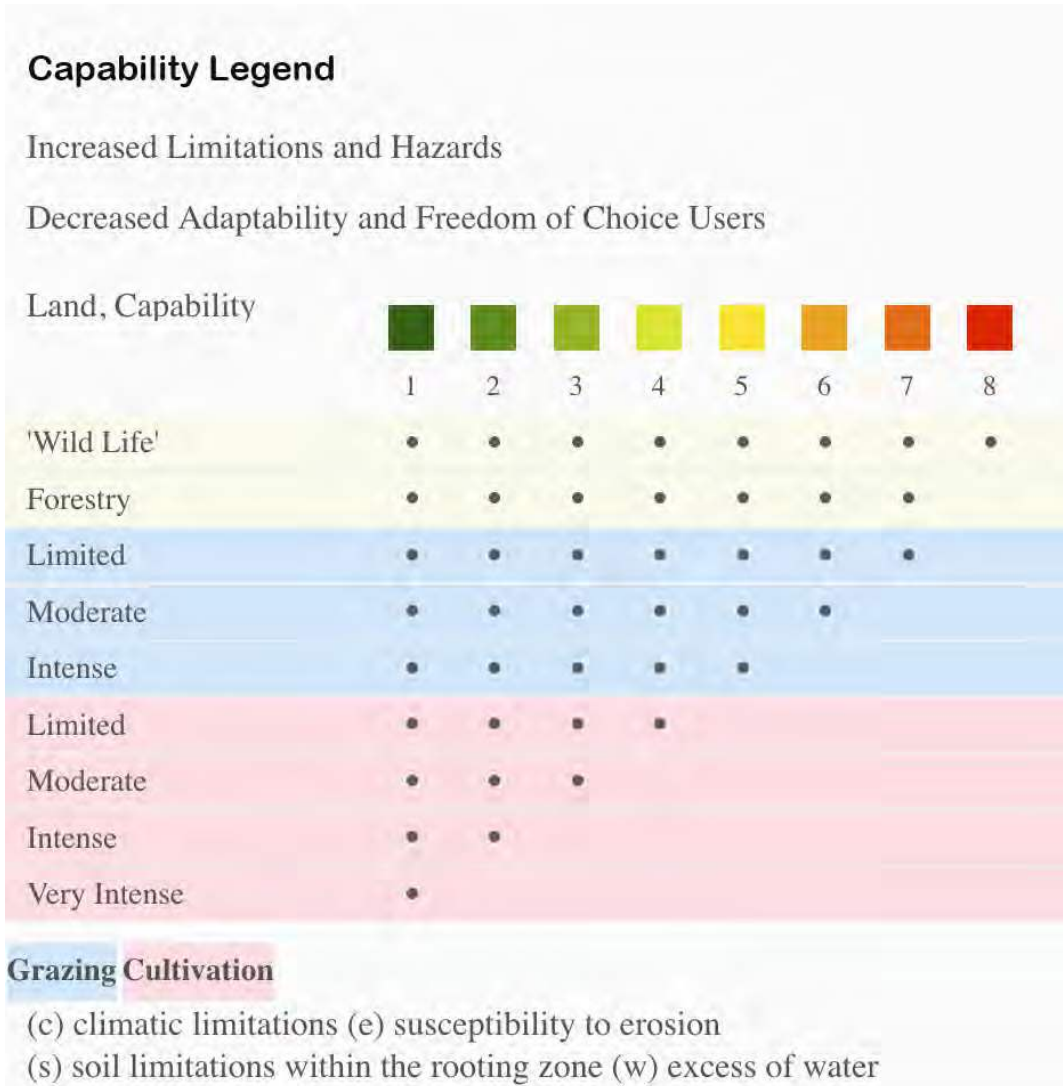 Capability Legend
Increased Limitations and Hazards
Decreased Adaptability and Freedom of Choice Users
Land, Capability
1 2 3 4 5 6 7 8
'Wild Life'
Forestry
Limited
Moderate
Intense
Limited
Moderate
Intense
Very Intense
Grazing Cultivation
(c) climatic limitations (e) susceptibility to erosion
(s) soil limitations within the rooting zone (w) excess of water